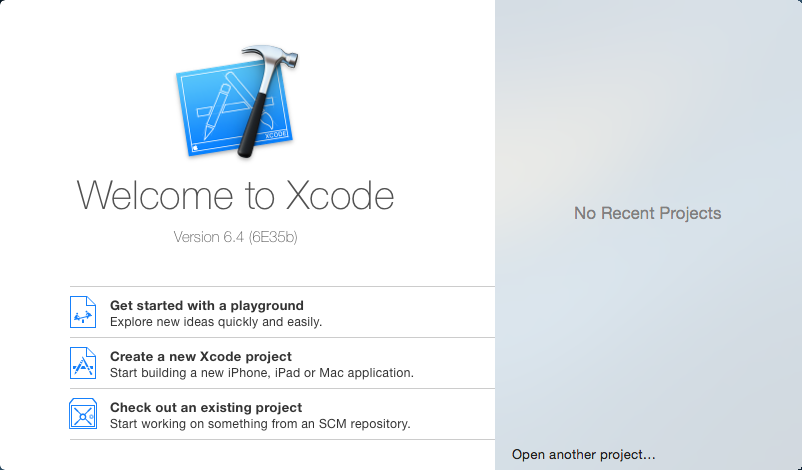 XCODE
Welcome to Xcode
Version 6.4 (6E35b)
Get started with a playground
Explore new ideas quickly and easily.
Create a new Xcode project
Start building a new iPhone, iPad or Mac application.
Check out an existing project
Start working on something from an SCM repository.
No Recent Projects
Open another project...